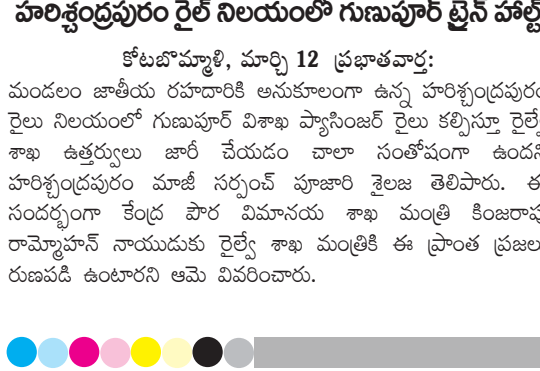 హరిశ్చంద్రపురం రైల్ నిలయంలో గుణుపూర్ ట్రైన్ హాల్ట్
కోటబొమ్మాళి, మార్చి 12 ప్రభాతవార్త:
మండలం జాతీయ రహదారికి అనుకూలంగా ఉన్న హరిశ్చంద్రపురం
రైలు నిలయంలో గుణుపూర్ విశాఖ ప్యాసింజర్ రైలు కల్పిస్తూ రైల్వే
శాఖ ఉత్తర్వులు జారీ చేయడం చాలా సంతోషంగా ఉందని
హరిశ్చంద్రపురం మాజీ సర్పంచ్ పూజారి శైలజ తెలిపారు. ఈ
సందర్భంగా కేంద్ర పౌర విమానయ శాఖ మంత్రి కింజరాపు
రామ్మోహన్ నాయుడుకు రైల్వే శాఖ మంత్రికి ఈ ప్రాంత ప్రజలు
రుణపడి ఉంటారని ఆమె వివరించారు.